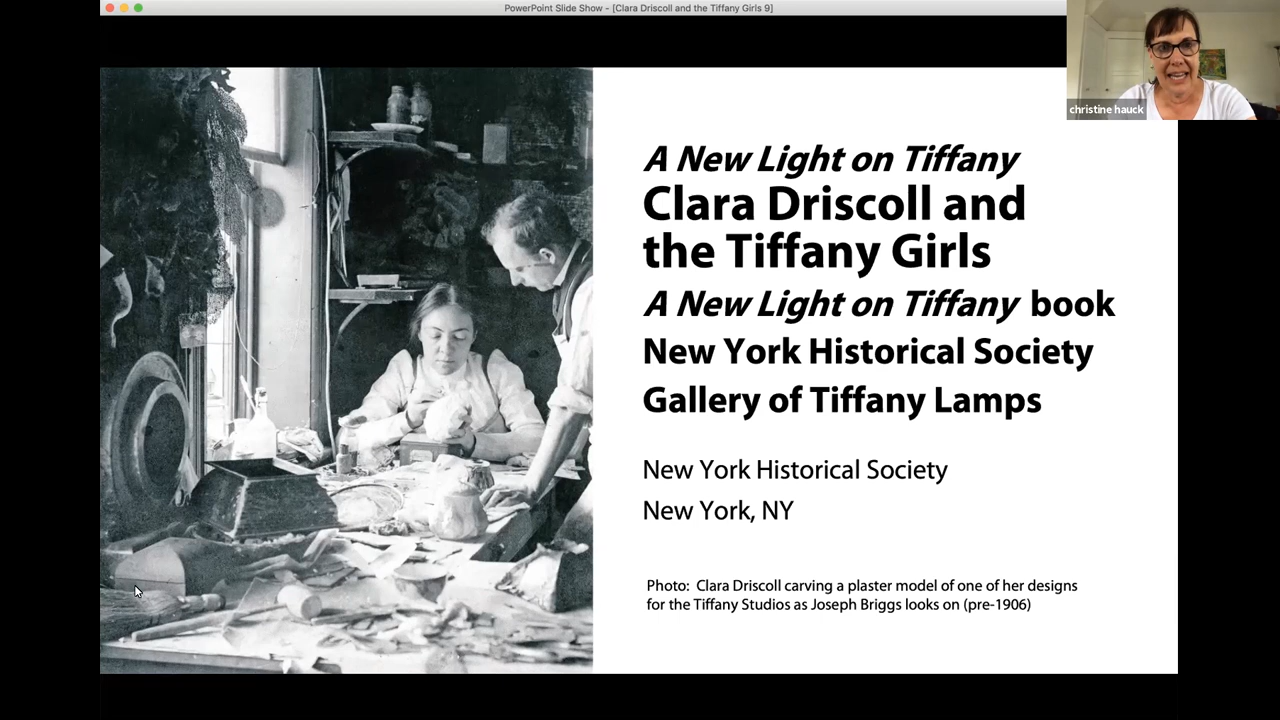 PowerPoint Slide Show - [Clara Driscoll and the Tiffany Girls 9]
christine hauck
A New Light on Tiffany
Clara Driscoll and
the Tiffany Girls
A New Light on Tiffany book
New York Historical Society
Gallery of Tiffany Lamps
New York Historical Society
New York, NY
Photo: Clara Driscoll carving a plaster model of one of her designs
for the Tiffany Studios as Joseph Briggs looks on (pre-1906)